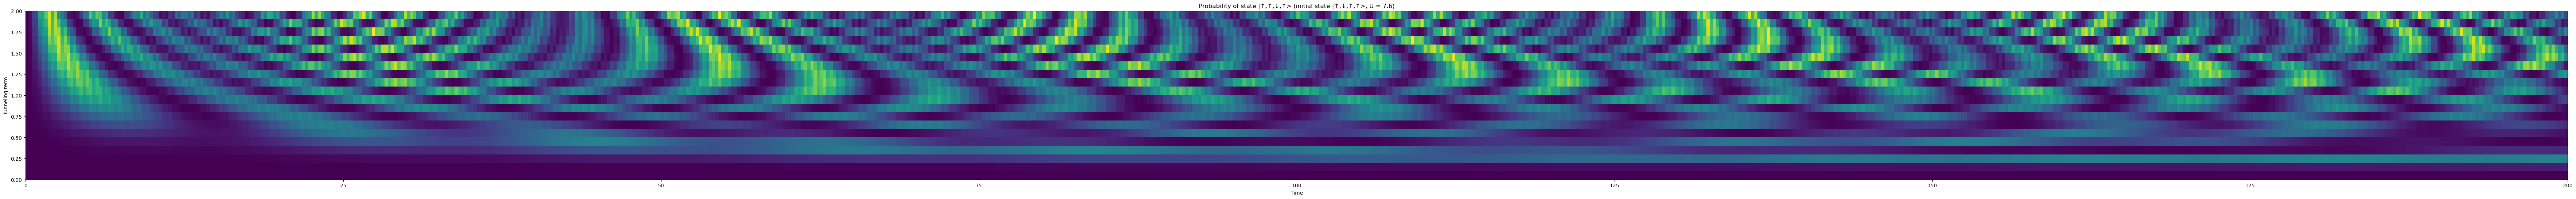 Probability of state |↑,↑,↓,↑> (initial state |↑,↓,↑,↑>, U = 7.6)
2.00
1.75
1.50
1.25
1.00
0.75
0.50
0.25
0.00
Tunneling term
0 25 50 75 100 125 150 175 200
Time